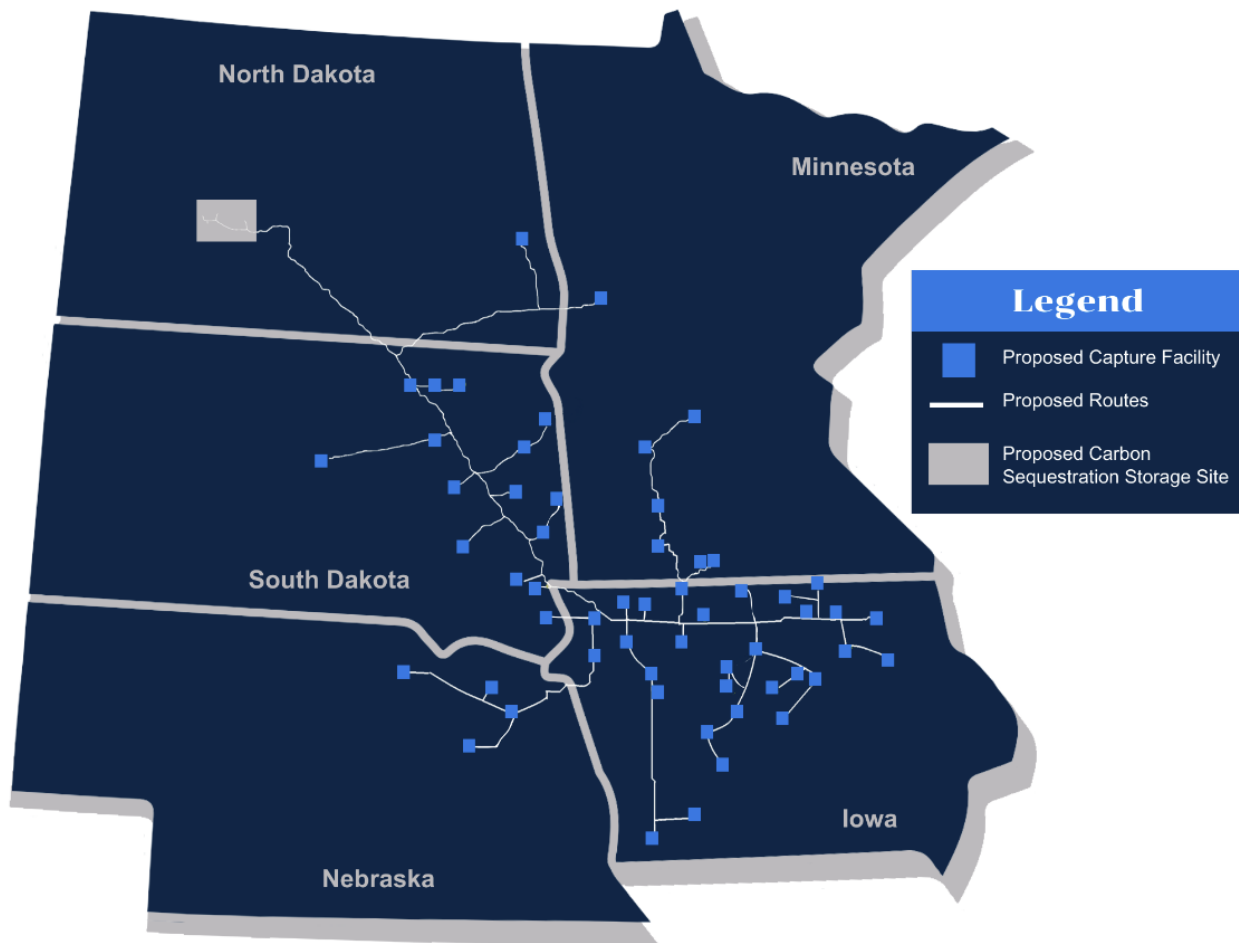 North Dakota
Minnesota
Legend
Proposed Capture Facility
Proposed Routes
Proposed Carbon
Sequestration Storage Site
South Dakota
Iowa
Nebraska